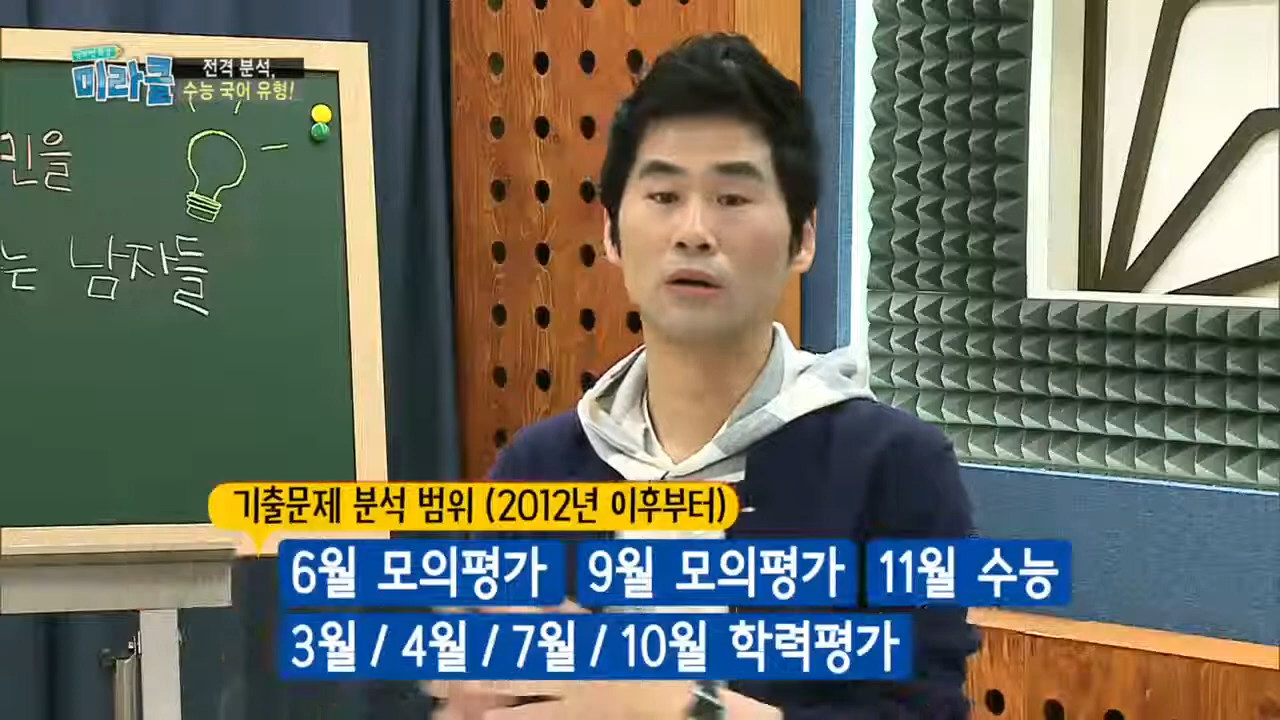 미라클
전격 분석,
수능 국어 유형!
민을
는 남자들
기출문제 분석 범위 (2012년 이후부터)
6월 모의평가 9월 모의평가 11월 수능
3월 / 4월 / 7월 / 10월 학력평가